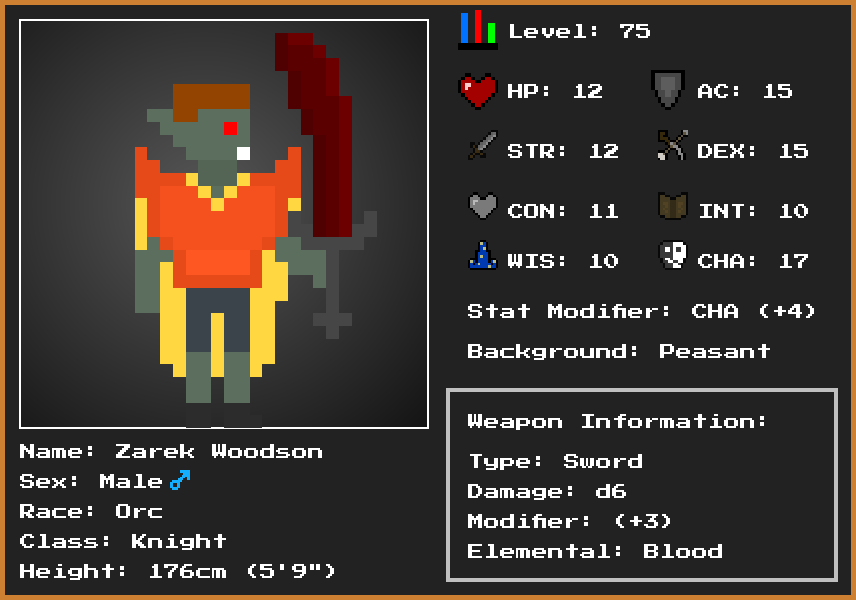 Level: 75
HP: 12 AC: 15
STR: 12 DEX: 15
CON: 11 INT: 10
WIS: 10 CHA: 17
Stat Modifier: CHA (+4)
Background: Peasant
Weapon Information:
Type: Sword
Damage: d6
Modifier: (+3)
Elemental: Blood
Name: Zarek Woodson
Sex: Male ♂
Race: Orc
Class: Knight
Height: 176cm (5'9")